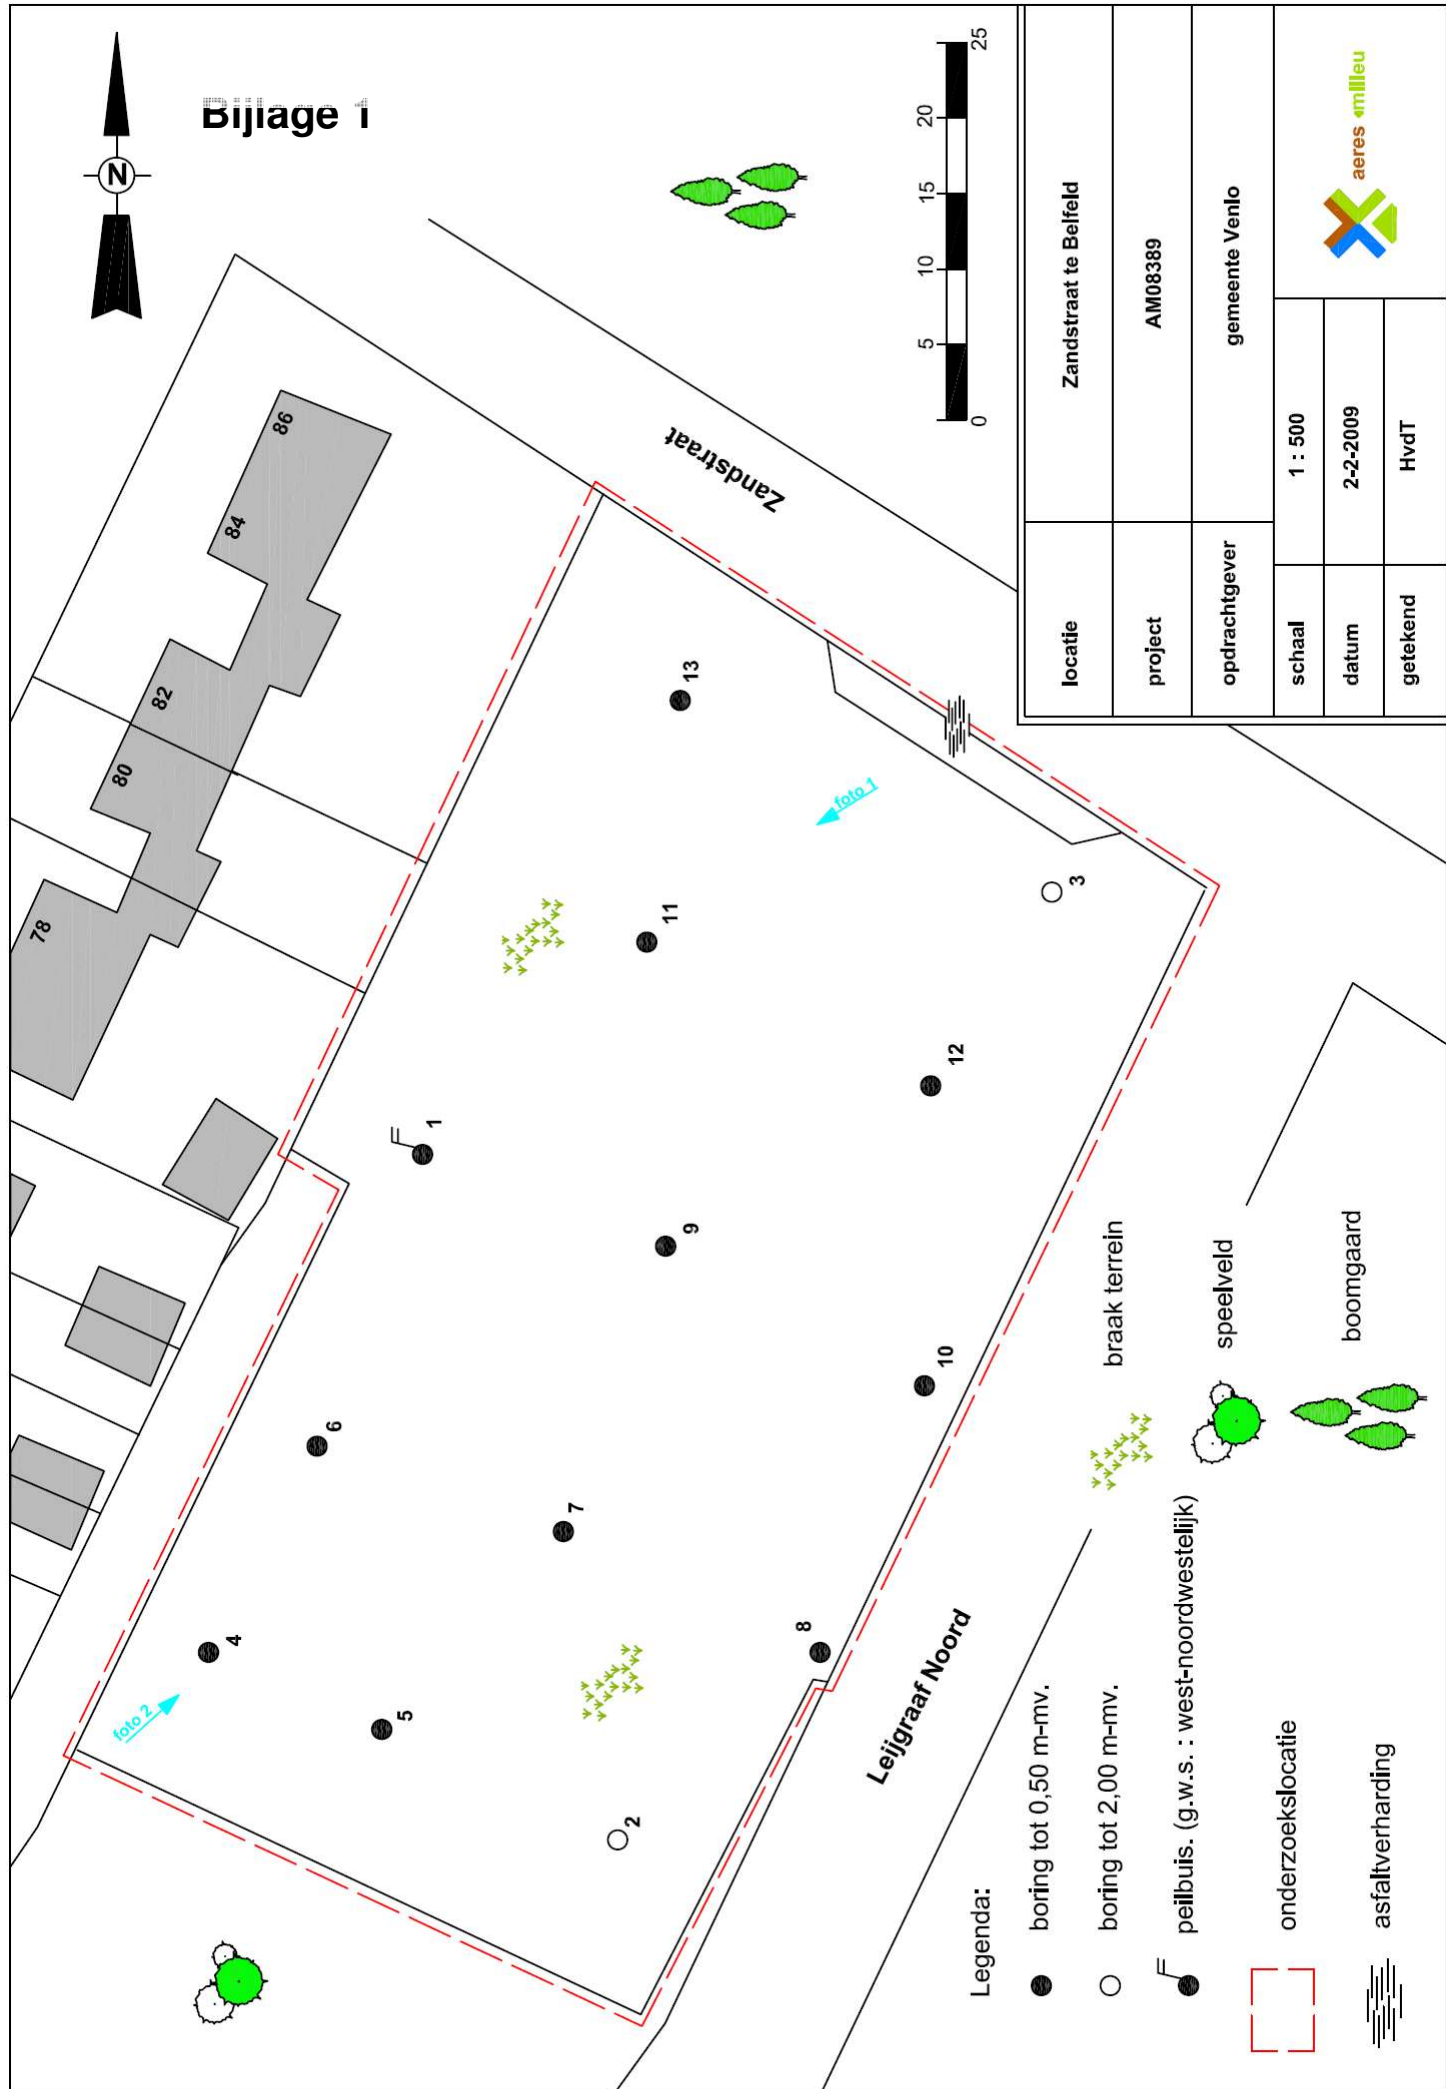 Bijlage 1
N
86
84
82
80
78
Zandstraat
foto 1
foto 2
13
11
3
12
1
9
10
6
7
4
5
8
2
Leijgraaf Noord
0 5 10 15 20 25
Legenda:
boring tot 0,50 m-mv.
boring tot 2,00 m-mv.
peilbuis. (g.w.s. : west-noordwestelijk)
onderzoekslocatie
asfaltverharding
braak terrein
speelveld
boomgaard
locatie Zandstraat te Belfeld
project AM08389
opdrachtgever gemeente Venlo
schaal 1 : 500
datum 2-2-2009
getekend HvdT
aeres milieu